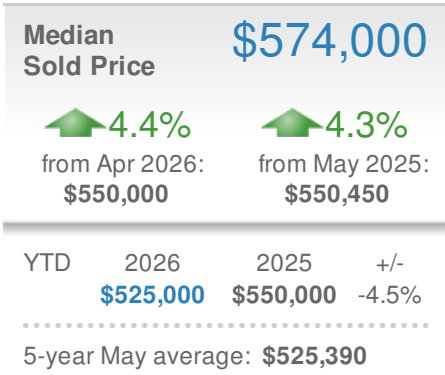 Median $574,000
Sold Price
4.4% 4.3%
from Apr 2026: from May 2025:
$550,000 $550,450
YTD 2026 2025 +/-
$525,000 $550,000 -4.5%
5-year May average: $525,390